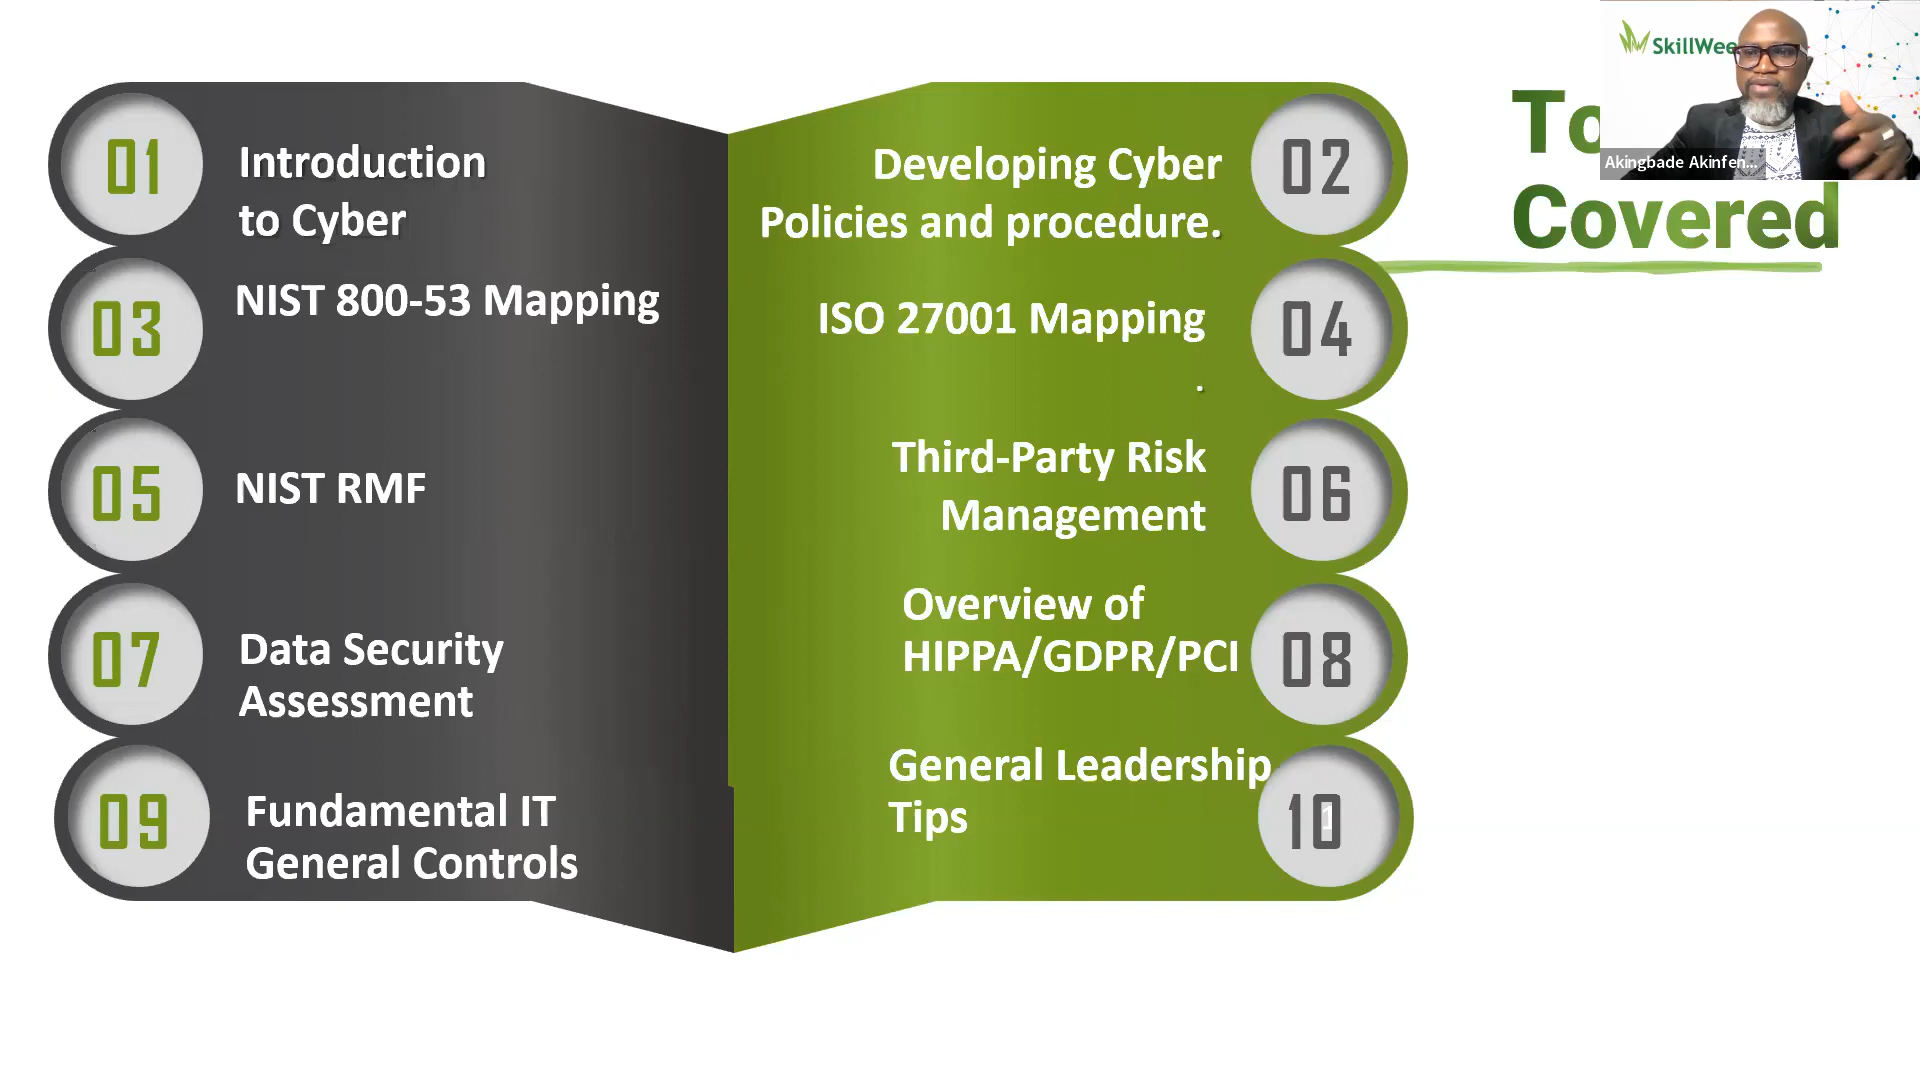 SkillWee
Akingbade Akinfen...
Covered
01
Introduction
to Cyber
02
Developing Cyber
Policies and procedure.
03
NIST 800-53 Mapping
04
ISO 27001 Mapping
.
05
NIST RMF
06
Third-Party Risk
Management
07
Data Security
Assessment
08
Overview of
HIPPA/GDPR/PCI
09
Fundamental IT
General Controls
10
General Leadership
Tips